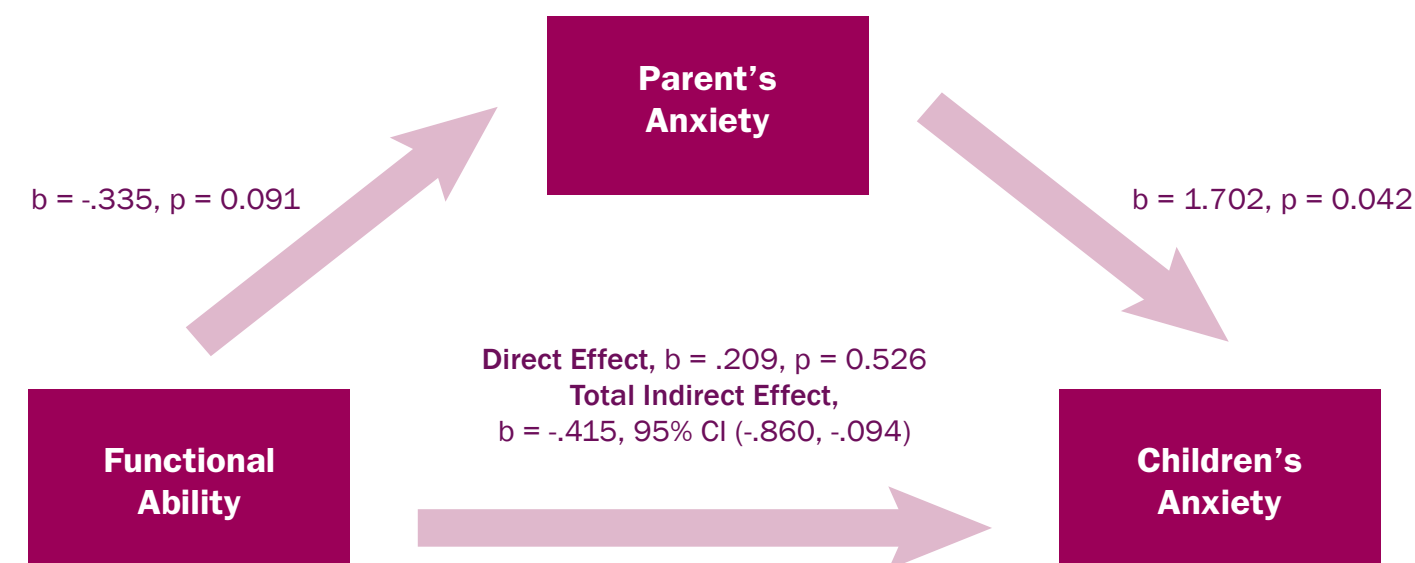 Parent’s
Anxiety
b = -.335, p = 0.091
b = 1.702, p = 0.042
Direct Effect, b = .209, p = 0.526
Total Indirect Effect,
b = -.415, 95% CI (-.860, -.094)
Functional
Ability
Children’s
Anxiety